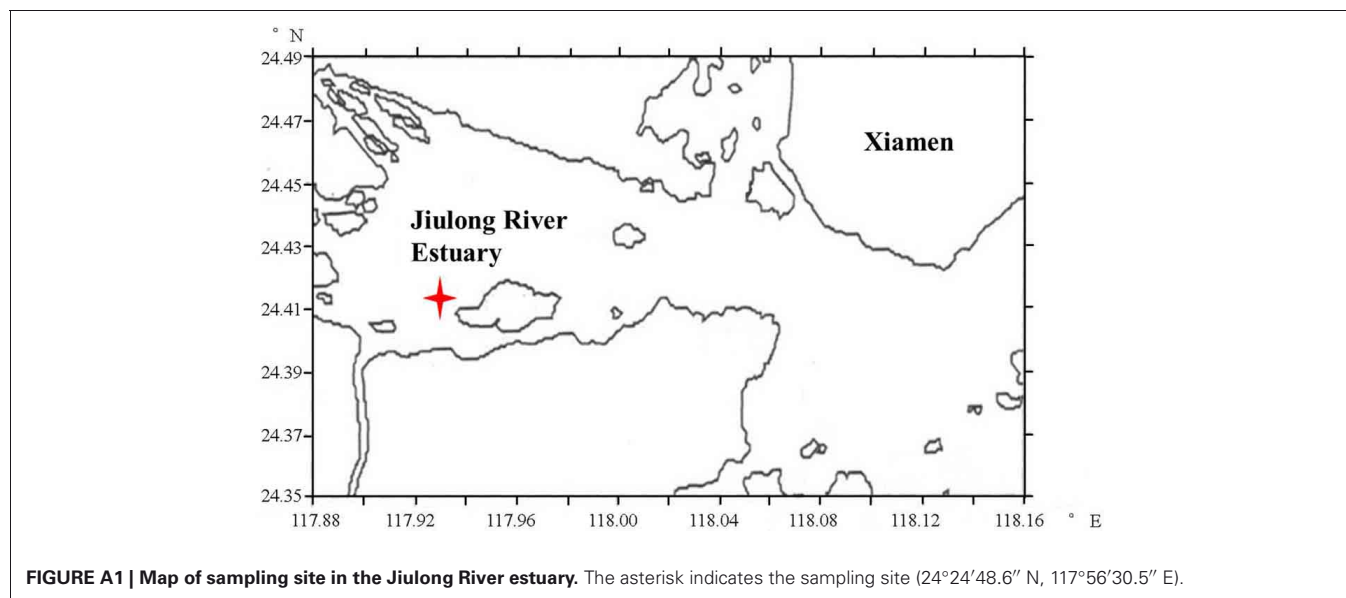 ° N
24.49
24.47
24.45
24.43
24.41
24.39
24.37
24.35
Xiamen
Jiulong River
Estuary
117.88 117.92 117.96 118.00 118.04 118.08 118.12 118.16 ° E
FIGURE A1 | Map of sampling site in the Jiulong River estuary. The asterisk indicates the sampling site (24°24′48.6″ N, 117°56′30.5″ E).